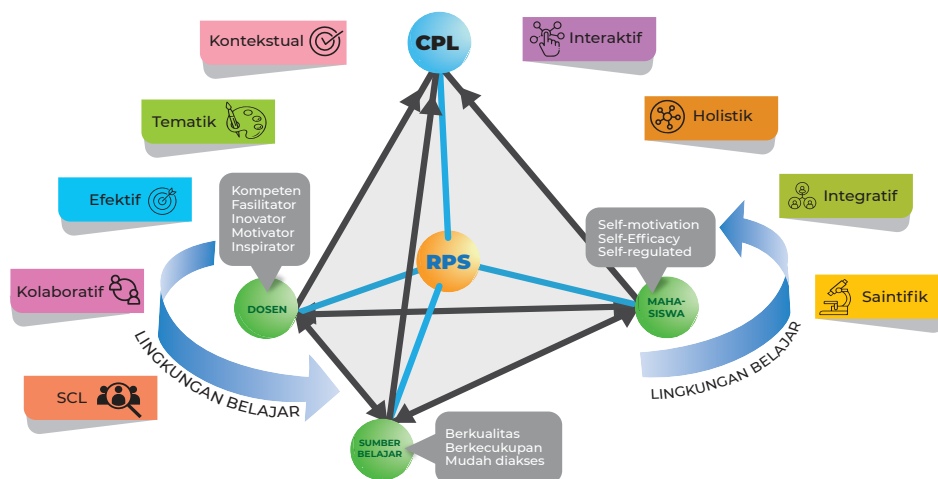 Kontekstual
CPL
Interaktif
Tematik
Holistik
Efektif
Kompeten
Fasilitator
Inovator
Motivator
Inspirator
Self-motivation
Self-Efficacy
Self-regulated
Integratif
RPS
Kolaboratif
DOSEN
MAHA-
SISWA
Saintifik
LINGKUNGAN BELAJAR
LINGKUNGAN BELAJAR
SCL
SUMBER
BELAJAR
Berkualitas
Berkecukupan
Mudah diakses